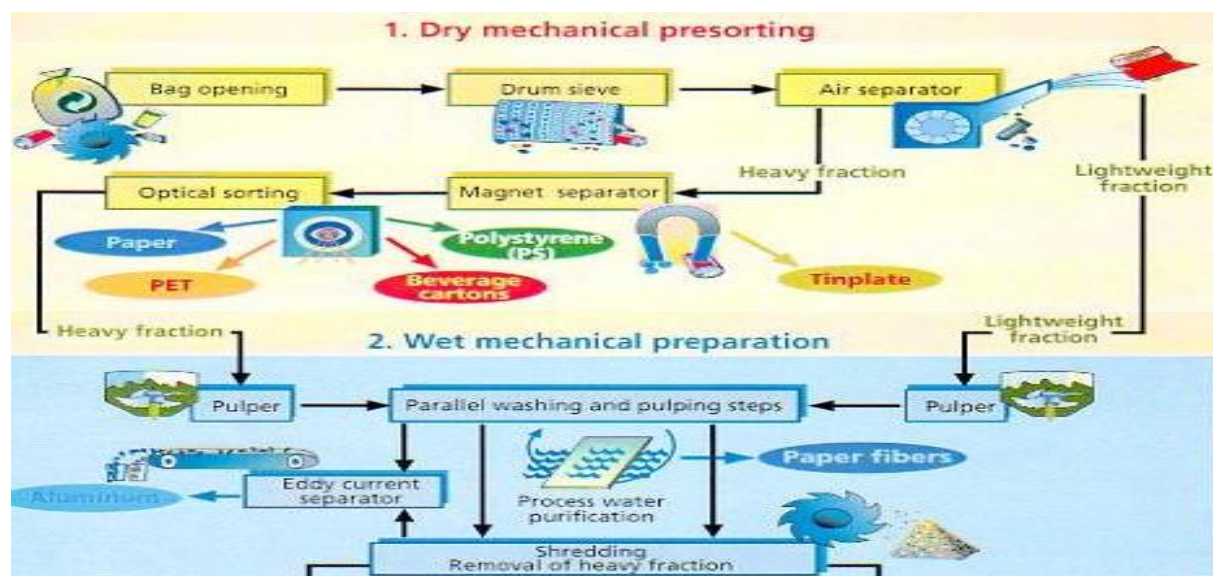 1. Dry mechanical presorting
Bag opening
Drum sieve
Air separator
Heavy fraction
Lightweight
fraction
Optical sorting
Magnet separator
Paper
Polystyrene
(PS)
PET
Beverage
cartons
Tinplate
Heavy fraction
Lightweight
fraction
2. Wet mechanical preparation
Pulper
Parallel washing and pulping steps
Pulper
Paper fibers
Aluminum
Eddy current
separator
Process water
purification
Shredding
Removal of heavy fraction